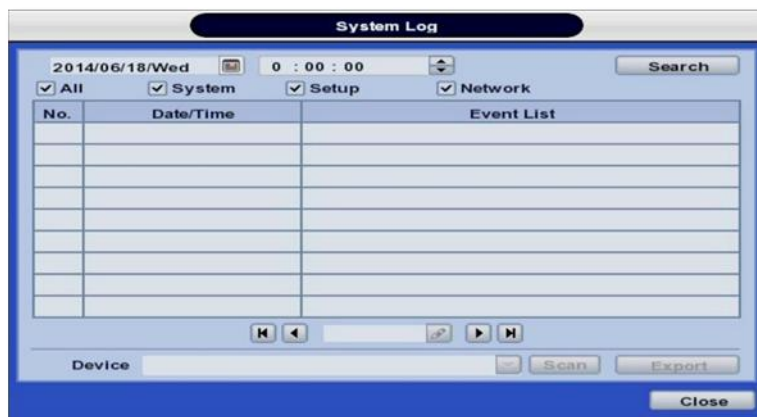 System Log
2014/06/18/Wed 0 : 00 : 00 Search
All System Setup Network
No. Date/Time Event List
Device Scan Export
Close